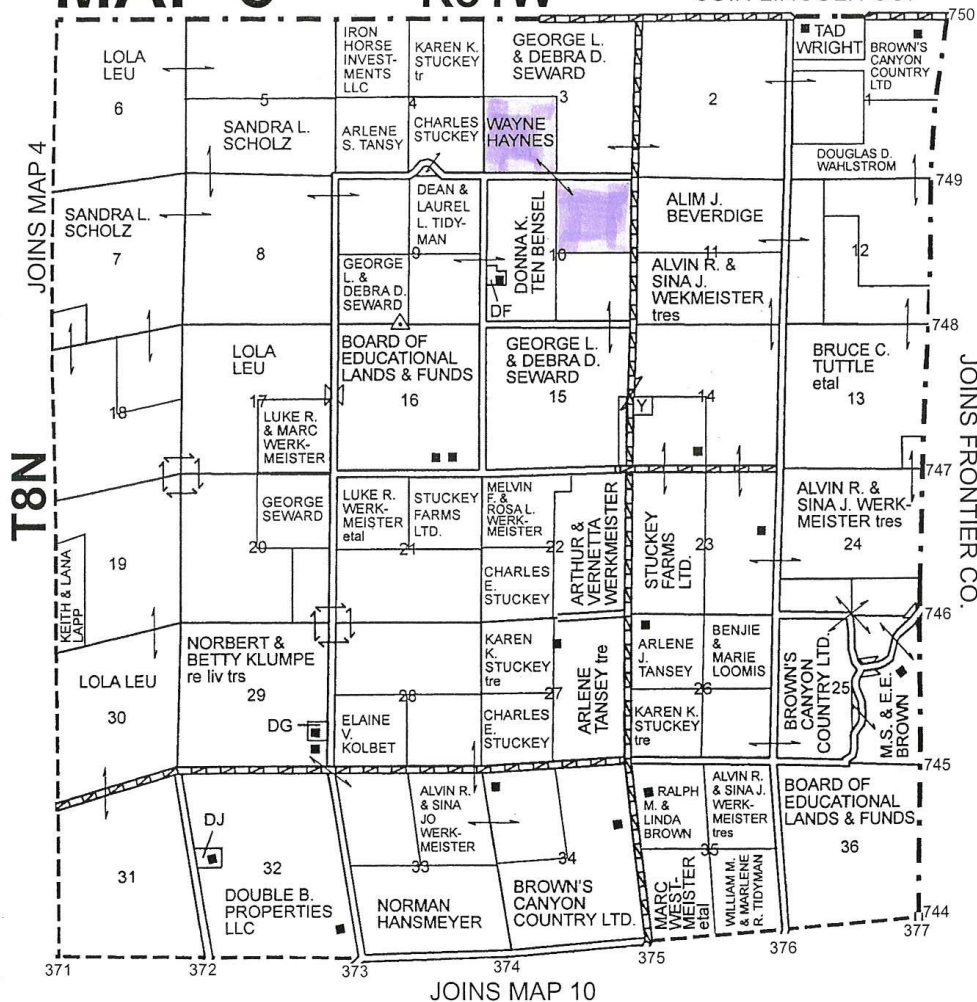 750
LOLA
LEU
6
5
IRON
HORSE
INVEST-
MENTS
LLC
KAREN K.
STUCKEY
tr
4
GEORGE L.
& DEBRA D.
SEWARD
3
2
TAD
WRIGHT
BROWN'S
CANYON
COUNTRY
LTD
1
SANDRA L.
SCHOLZ
ARLENE
S. TANSY
CHARLES
STUCKEY
WAYNE
HAYNES
DOUGLAS D.
WAHLSTROM
749
JOINS MAP 4
SANDRA L.
SCHOLZ
7
8
DEAN &
LAUREL
L. TIDY-
MAN
9
GEORGE
L. &
DEBRA D.
SEWARD
DONNA K.
TEN BENSEL
10
DF
ALIM J.
BEVERDIGE
11
ALVIN R. &
SINA J.
WEKMEISTER
tres
12
748
LOLA
LEU
17
18
BOARD OF
EDUCATIONAL
LANDS & FUNDS
16
GEORGE L.
& DEBRA D.
SEWARD
15
14
Y
BRUCE C.
TUTTLE
etal
13
JOINS FRONTIER CO.
LUKE R.
& MARC
WERK-
MEISTER
747
T8N
19
KEITH & LANA
LAPP
GEORGE
SEWARD
20
LUKE R.
WERK-
MEISTER
etal
21
STUCKEY
FARMS
LTD.
MELVIN
F. &
ROSA L.
WERK-
MEISTER
22
CHARLES
E.
STUCKEY
ARTHUR &
VERNETTA
WERKMEISTER
STUCKEY
FARMS
LTD.
23
ALVIN R. &
SINA J. WERK-
MEISTER tres
24
746
LOLA LEU
30
NORBERT &
BETTY KLUMPE
re liv trs
29
DG
28
ELAINE
V.
KOLBET
KAREN
K.
STUCKEY
tre
27
CHARLES
E.
STUCKEY
ARLENE
TANSEY tre
ARLENE
J.
TANSEY
BENJIE
&
MARIE
LOOMIS
26
KAREN K.
STUCKEY
tre
BROWN'S
CANYON
COUNTRY LTD.
25
M.S. & E.E.
BROWN
745
31
DJ
32
DOUBLE B.
PROPERTIES
LLC
ALVIN R.
& SINA
JO
WERK-
MEISTER
33
NORMAN
HANSMEYER
34
BROWN'S
CANYON
COUNTRY LTD.
RALPH
M. &
LINDA
BROWN
ALVIN R.
& SINA J.
WERK-
MEISTER
tres
35
MARC
WEST-
MEISTER
etal
WILLIAM M.
& MARLENE
R. TIDYMAN
BOARD OF
EDUCATIONAL
LANDS & FUNDS
36
744
371
372
373
374
375
376
377
JOINS MAP 10